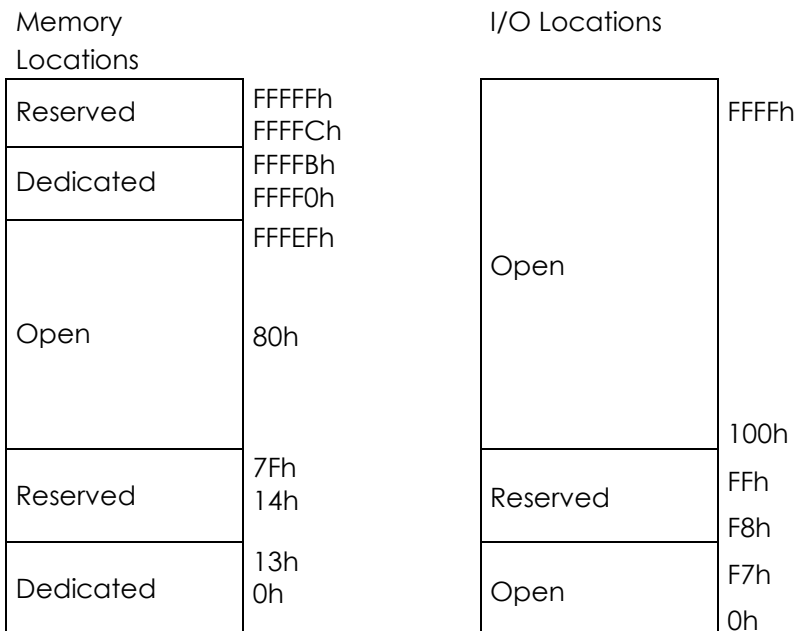 Memory
Locations
Reserved
FFFFFh
FFFFCh
Dedicated
FFFFBh
FFFF0h
Open
FFFEFh
80h
Reserved
7Fh
14h
Dedicated
13h
0h
I/O Locations
Open
FFFFh
100h
Reserved
FFh
F8h
Open
F7h
0h